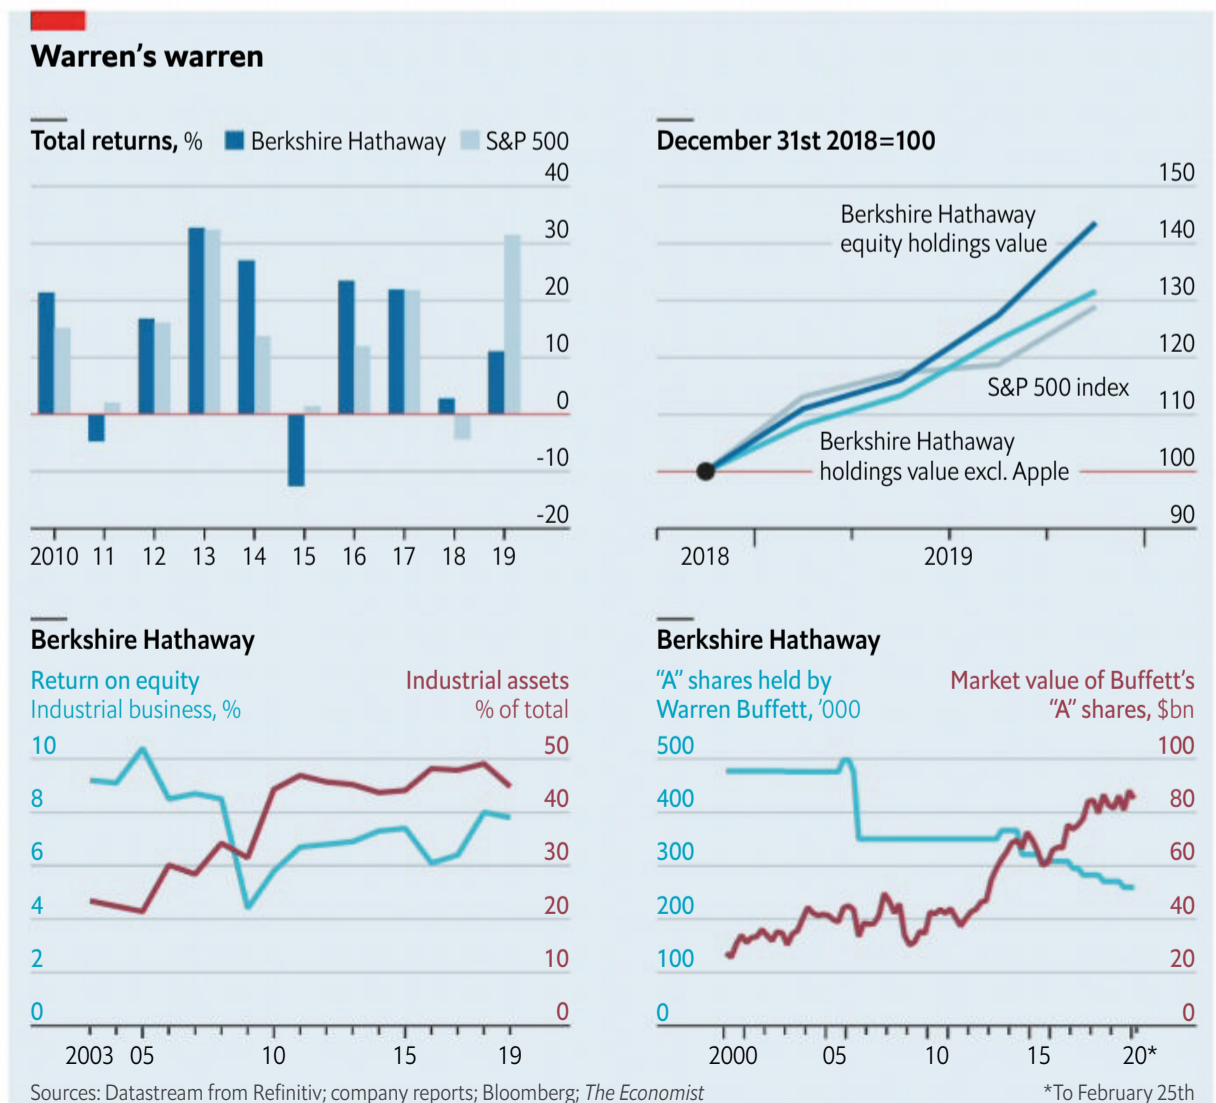 Warren's warren
Total returns, %
Berkshire Hathaway
S&P 500
40
30
20
10
0
-10
-20
2010 11 12 13 14 15 16 17 18 19
December 31st 2018=100
150
140
130
120
110
100
90
Berkshire Hathaway
equity holdings value
S&P 500 index
Berkshire Hathaway
holdings value excl. Apple
2018 2019
Berkshire Hathaway
Return on equity
Industrial business, %
Industrial assets
% of total
10
8
6
4
2
0
50
40
30
20
10
0
2003 05 10 15 19
Berkshire Hathaway
“A” shares held by
Warren Buffett, ’000
Market value of Buffett’s
“A” shares, $bn
500
400
300
200
100
0
100
80
60
40
20
0
2000 05 10 15 20*
Sources: Datastream from Refinitiv; company reports; Bloomberg; The Economist
*To February 25th